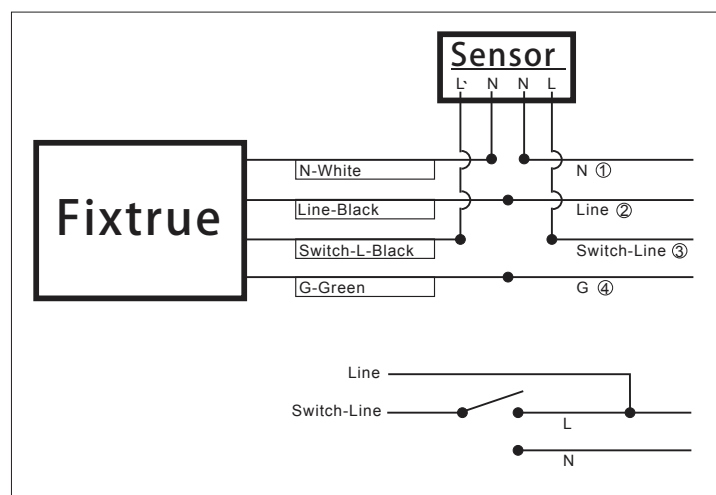 Sensor
L` N N L
Fixtrue
N-White
N ①
Line-Black
Line ②
Switch-L-Black
Switch-Line ③
G-Green
G ④
Line
Switch-Line
L
N